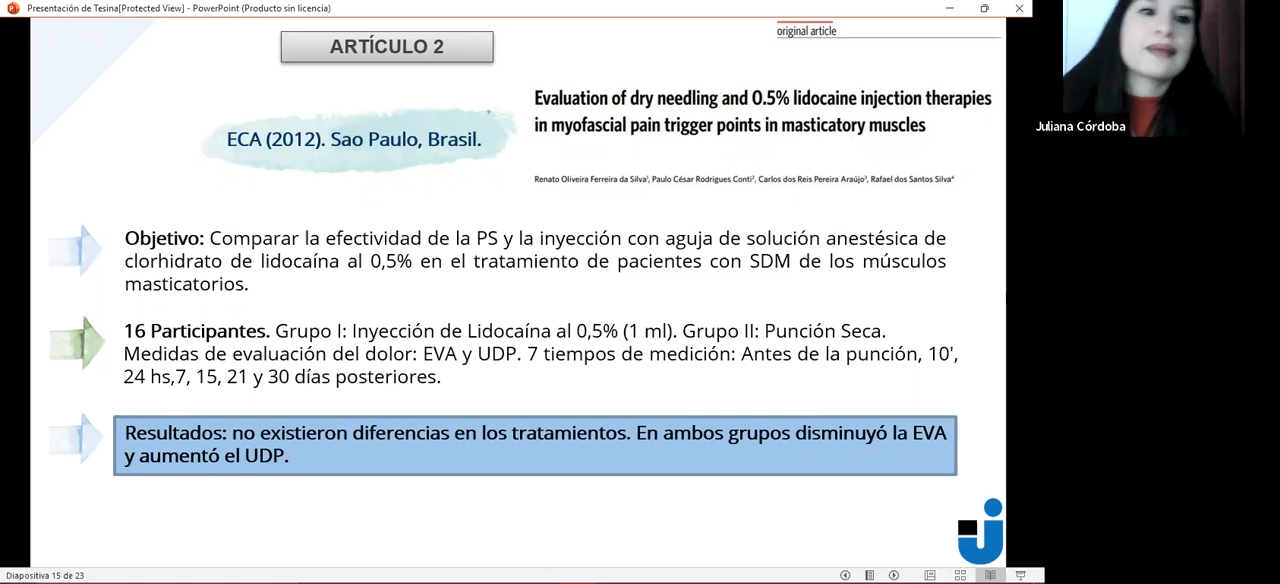 Presentación de Tesina[Protected View] - PowerPoint (Producto sin licencia)
ARTÍCULO 2
original article
Evaluation of dry needling and 0.5% lidocaine injection therapies
in myofascial pain trigger points in masticatory muscles
ECA (2012). Sao Paulo, Brasil.
Renato Oliveira Ferreira da Silva¹, Paulo César Rodrigues Conti², Carlos dos Reis Pereira Araújo³, Rafael dos Santos Silva⁴
Juliana Córdoba
Objetivo: Comparar la efectividad de la PS y la inyección con aguja de solución anestésica de
clorhidrato de lidocaína al 0,5% en el tratamiento de pacientes con SDM de los músculos
masticatorios.
16 Participantes. Grupo I: Inyección de Lidocaína al 0,5% (1 ml). Grupo II: Punción Seca.
Medidas de evaluación del dolor: EVA y UDP. 7 tiempos de medición: Antes de la punción, 10',
24 hs,7, 15, 21 y 30 días posteriores.
Resultados: no existieron diferencias en los tratamientos. En ambos grupos disminuyó la EVA
y aumentó el UDP.
Diapositiva 15 de 23